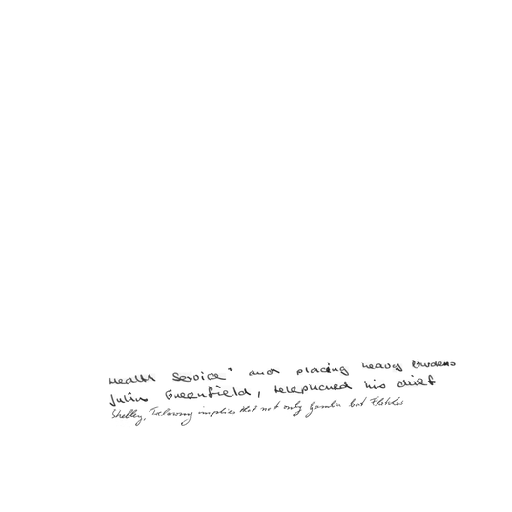 Health Service" and placing heavy burdens
Julian Greenfield, telephoned his chief
Shelley, Trelawny implies that not only Byron but Fletcher